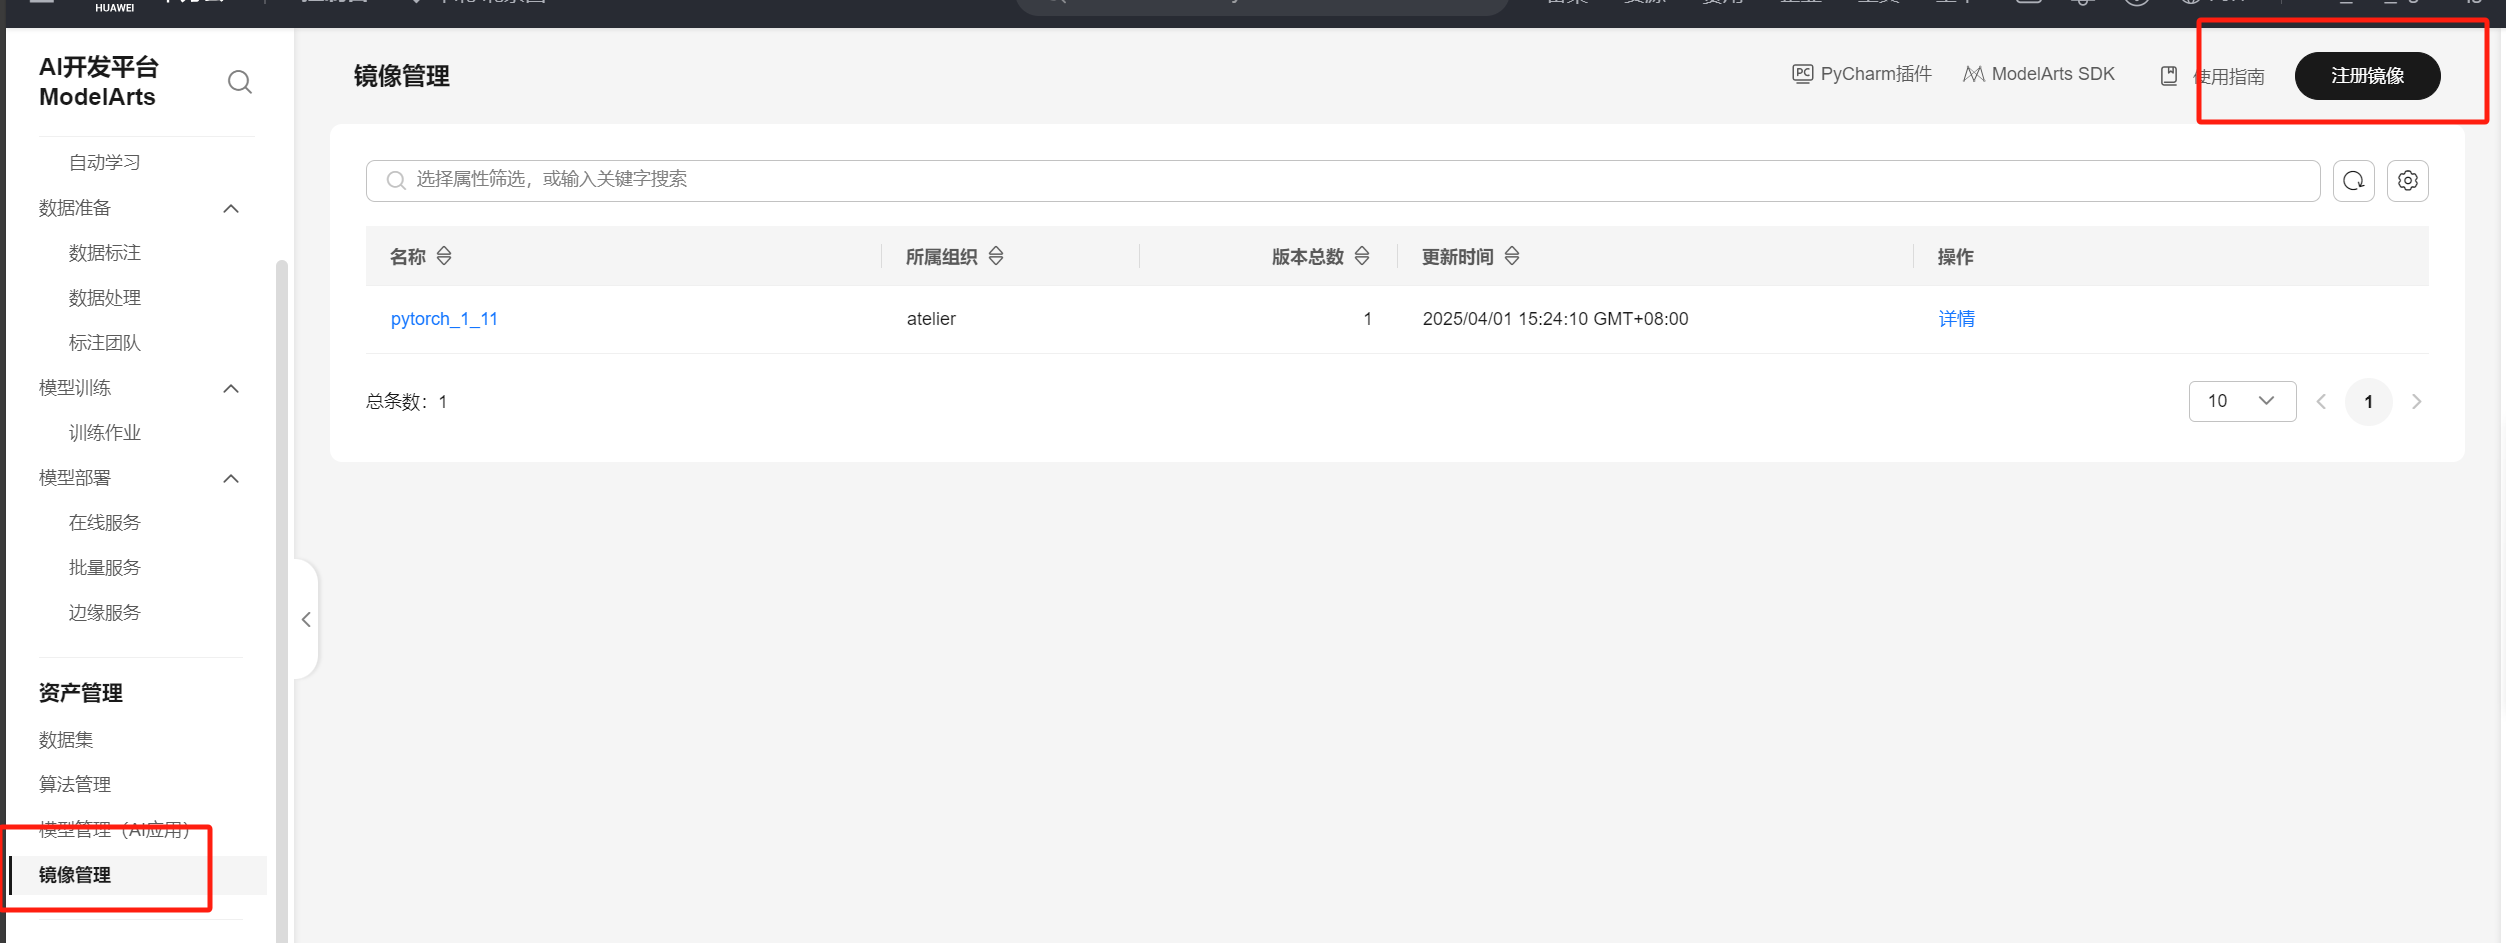 HUAWEI
AI开发平台
ModelArts
自动学习
数据准备
数据标注
数据处理
标注团队
模型训练
训练作业
模型部署
在线服务
批量服务
边缘服务
资产管理
数据集
算法管理
模型管理（AI应用）
镜像管理
镜像管理
PyCharm插件
ModelArts SDK
使用指南
注册镜像
选择属性筛选，或输入关键字搜索
名称 所属组织 版本总数 更新时间 操作
pytorch_1_11 atelier 1 2025/04/01 15:24:10 GMT+08:00 详情
总条数：1
10
1